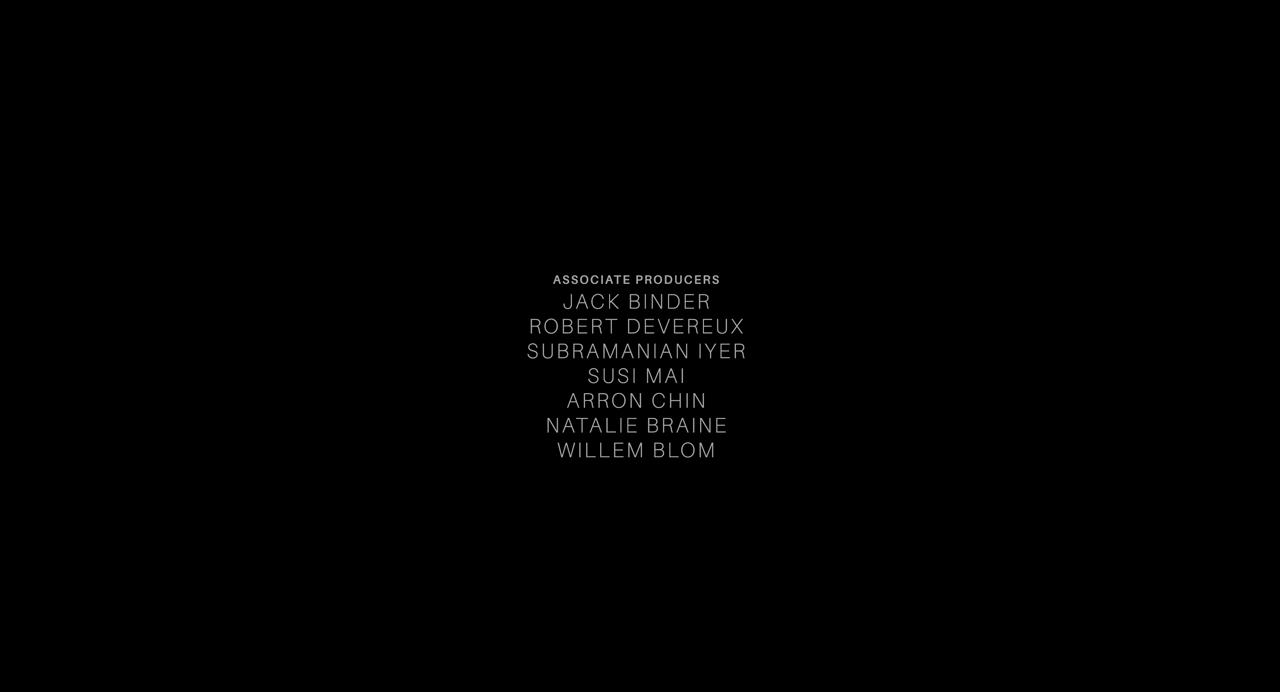 ASSOCIATE PRODUCERS
JACK BINDER
ROBERT DEVEREUX
SUBRAMANIAN IYER
SUSI MAI
ARRON CHIN
NATALIE BRAINE
WILLEM BLOM